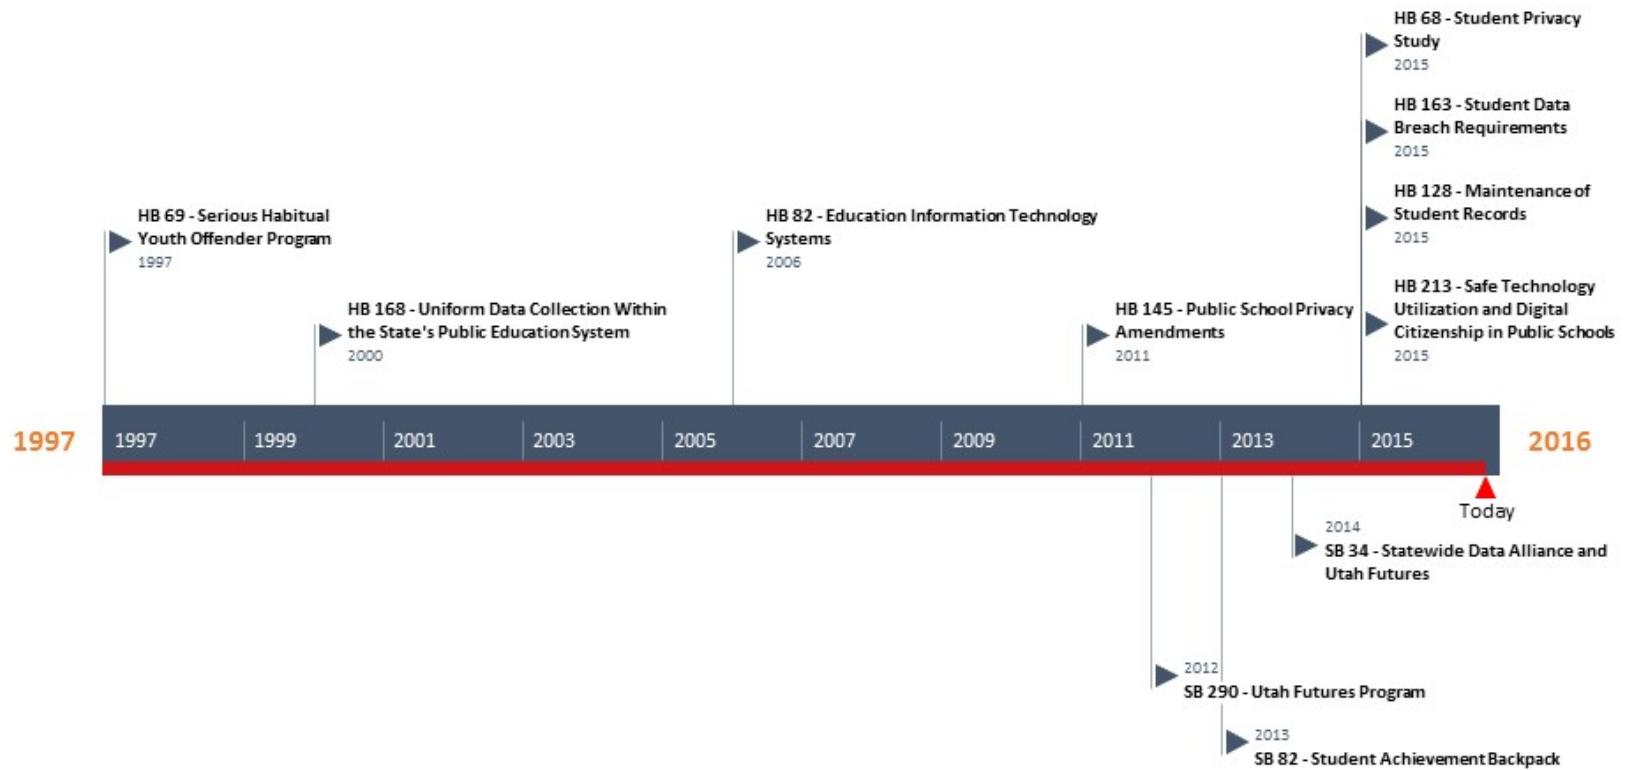 HB 68 - Student Privacy
Study
2015
HB 163 - Student Data
Breach Requirements
2015
HB 128 - Maintenance of
Student Records
2015
HB 213 - Safe Technology
Utilization and Digital
Citizenship in Public Schools
2015
HB 69 - Serious Habitual
Youth Offender Program
1997
HB 82 - Education Information Technology
Systems
2006
HB 168 - Uniform Data Collection Within
the State's Public Education System
2000
HB 145 - Public School Privacy
Amendments
2011
1997 1997 1999 2001 2003 2005 2007 2009 2011 2013 2015 2016
Today
2014
SB 34 - Statewide Data Alliance and
Utah Futures
2012
SB 290 - Utah Futures Program
2013
SB 82 - Student Achievement Backpack